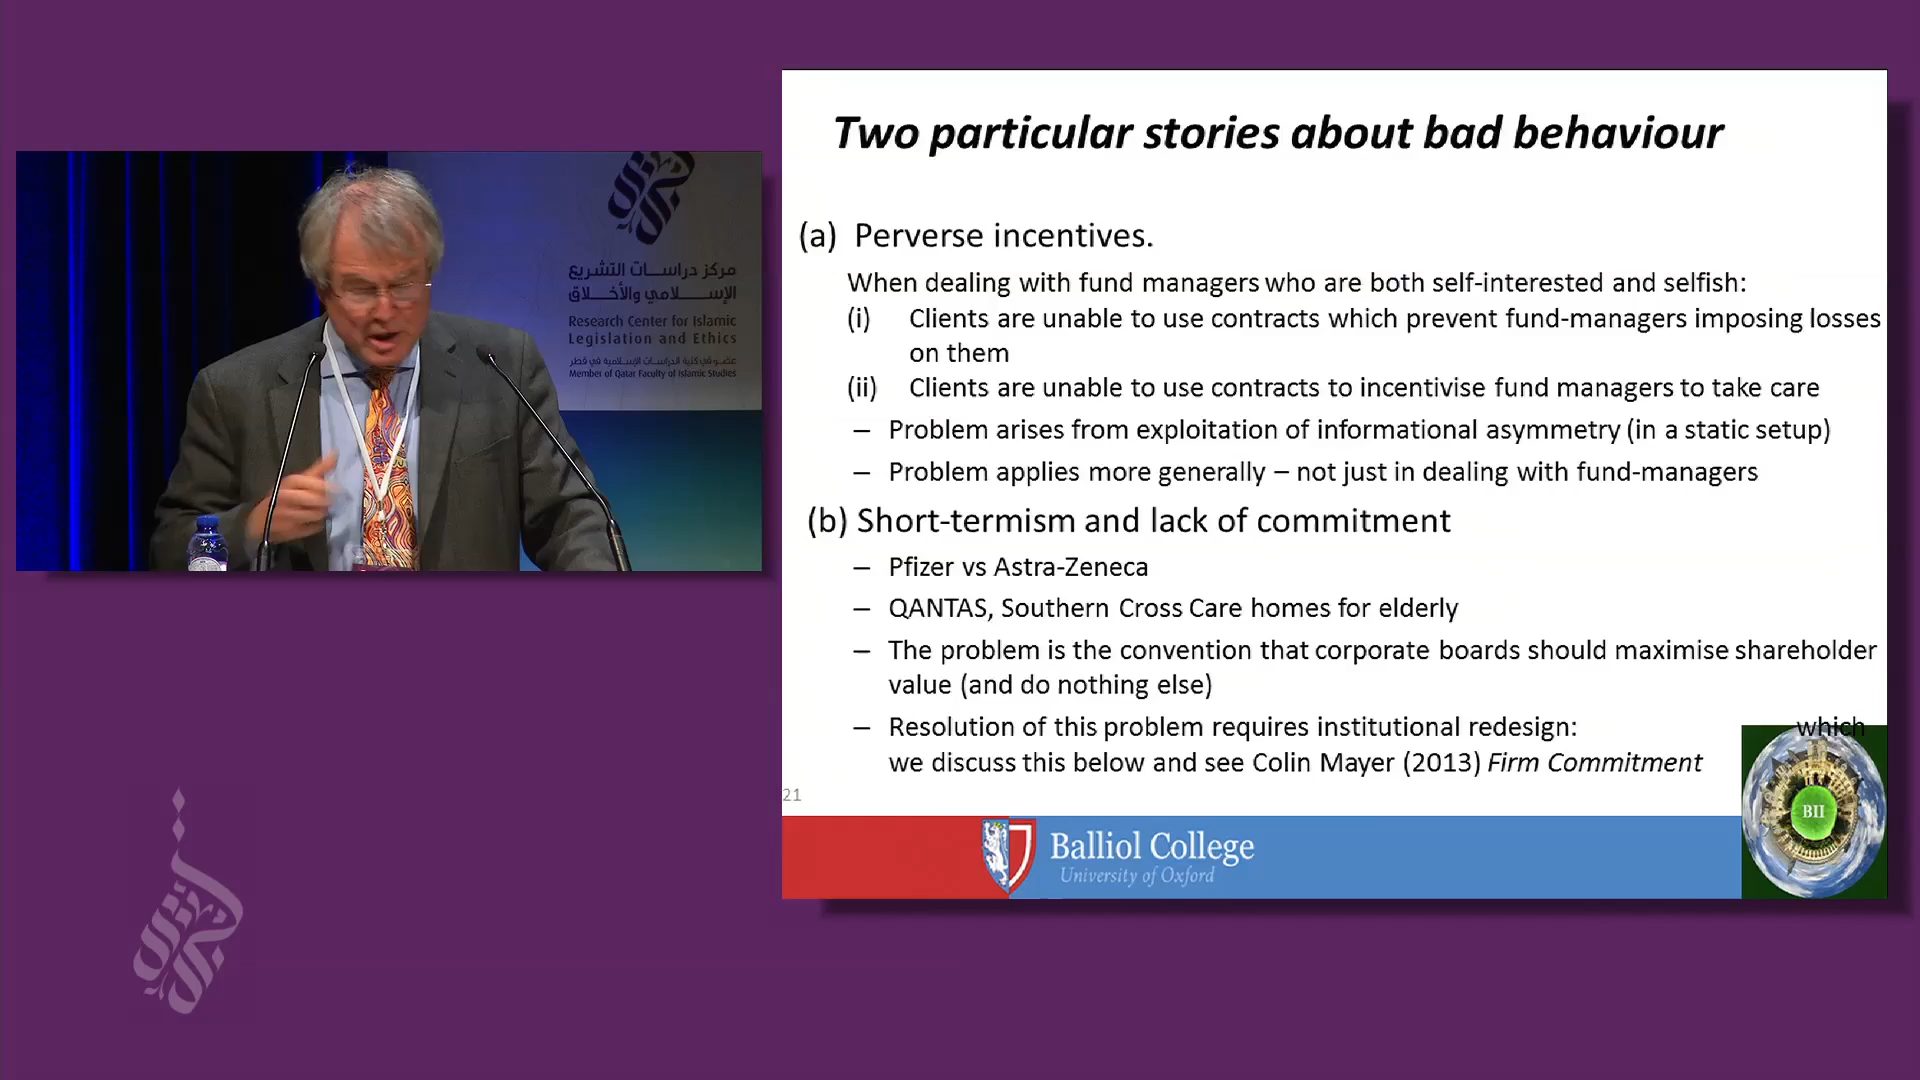 مركز دراسات التشريع
الإسلامي والأخلاق
Research Center for Islamic
Legislation and Ethics
عضو في كلية الدراسات الإسلامية في قطر
Member of Qatar Faculty of Islamic Studies
Two particular stories about bad behaviour
(a) Perverse incentives.
When dealing with fund managers who are both self-interested and selfish:
(i) Clients are unable to use contracts which prevent fund-managers imposing losses
on them
(ii) Clients are unable to use contracts to incentivise fund managers to take care
– Problem arises from exploitation of informational asymmetry (in a static setup)
– Problem applies more generally – not just in dealing with fund-managers
(b) Short-termism and lack of commitment
– Pfizer vs Astra-Zeneca
– QANTAS, Southern Cross Care homes for elderly
– The problem is the convention that corporate boards should maximise shareholder
value (and do nothing else)
– Resolution of this problem requires institutional redesign: which
we discuss this below and see Colin Mayer (2013) Firm Commitment
21
Balliol College
University of Oxford
BII